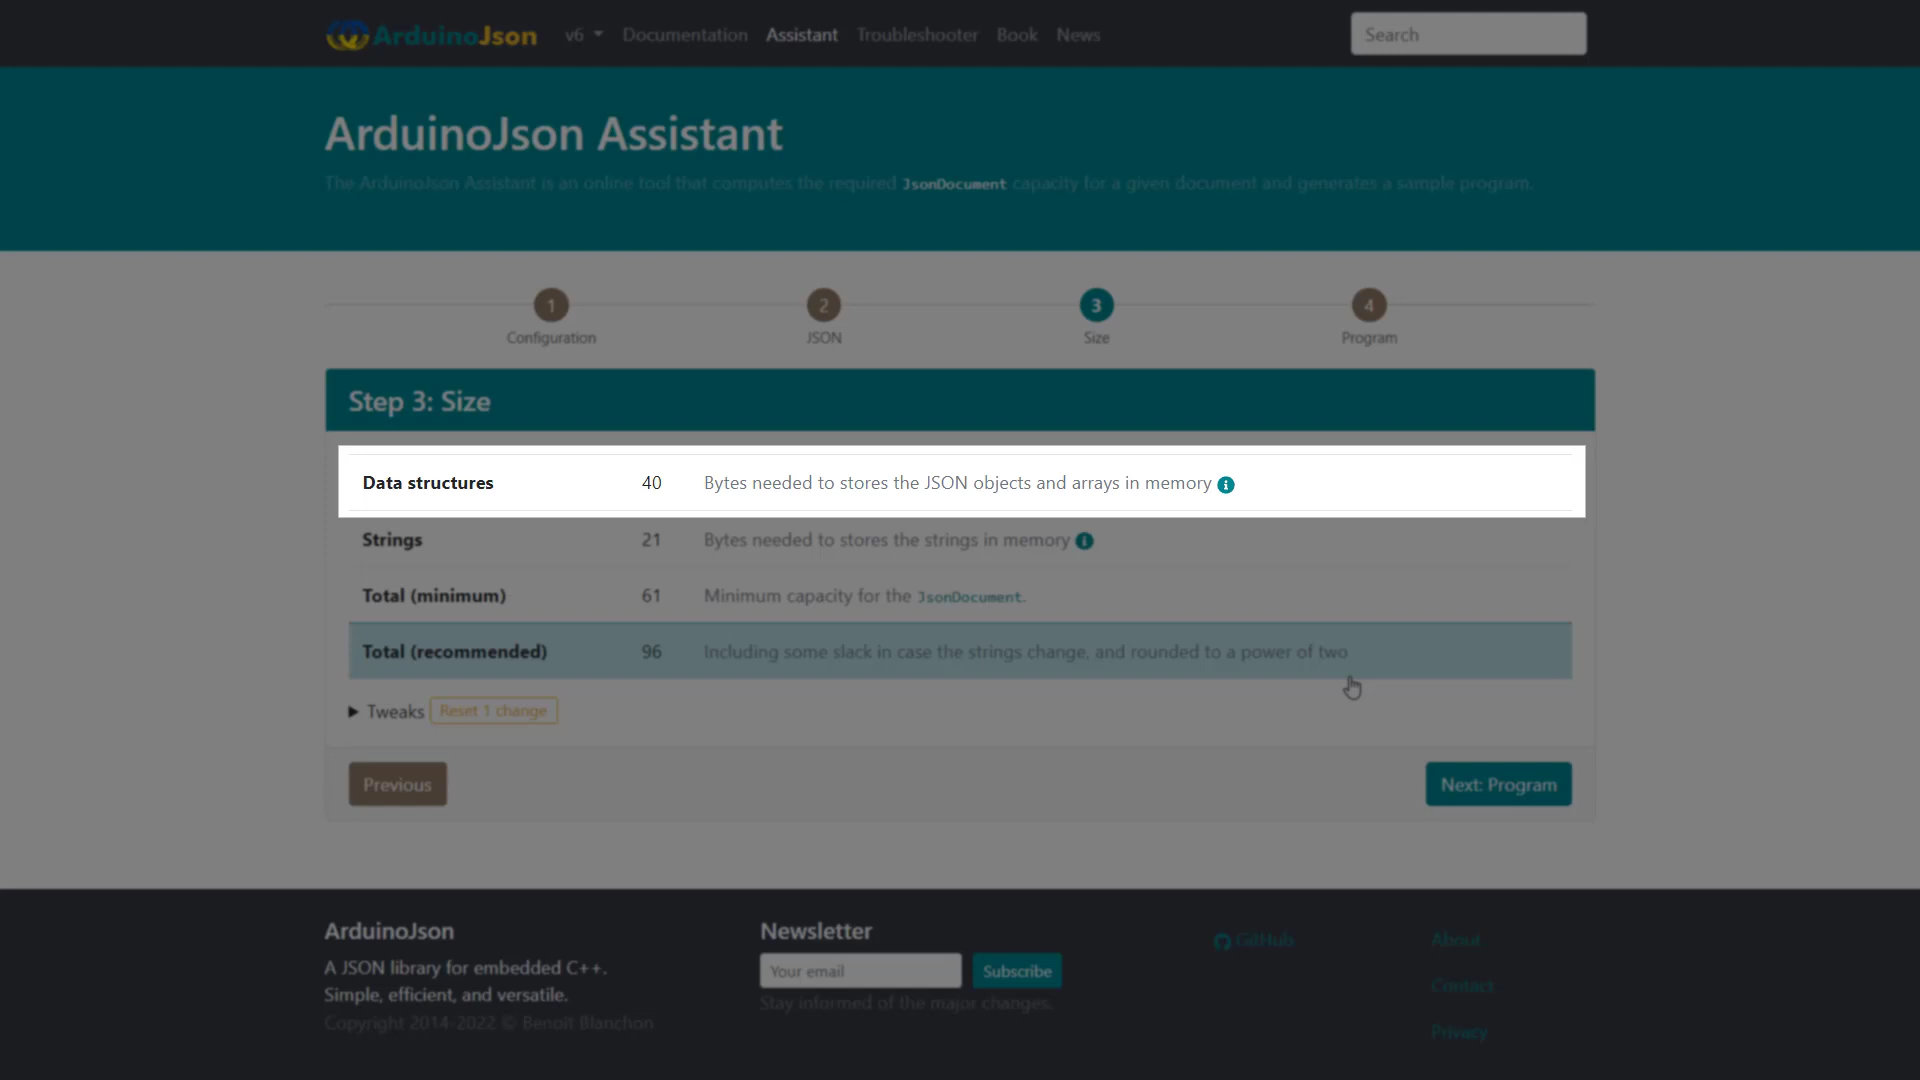 ArduinoJson v6 Documentation Assistant Troubleshooter Book News Search
ArduinoJson Assistant
The ArduinoJson Assistant is an online tool that computes the required JsonDocument capacity for a given document and generates a sample program.
1 2 3 4
Configuration JSON Size Program
Step 3: Size
Data structures 40 Bytes needed to stores the JSON objects and arrays in memory
Strings 21 Bytes needed to stores the strings in memory
Total (minimum) 61 Minimum capacity for the JsonDocument.
Total (recommended) 96 Including some slack in case the strings change, and rounded to a power of two
Tweaks Reset 1 change
Previous Next: Program
ArduinoJson
A JSON library for embedded C++.
Simple, efficient, and versatile.
Copyright 2014-2022 © Benoît Blanchon
Newsletter
Your email Subscribe
Stay informed of the major changes.
GitHub
About
Contact
Privacy